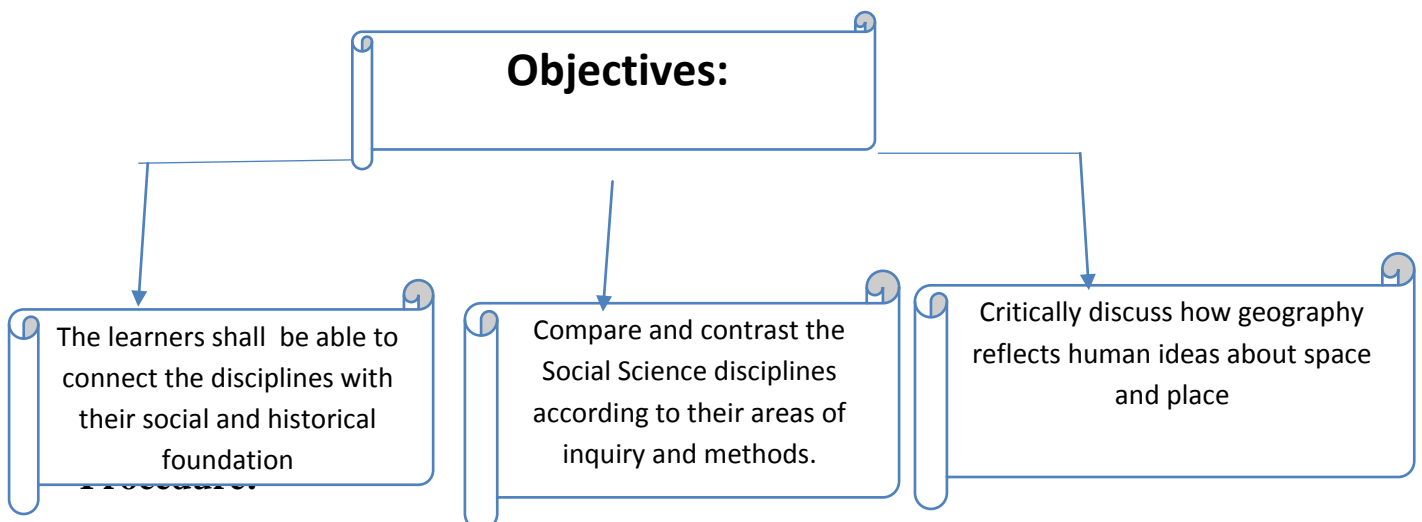 Objectives:
The learners shall be able to
connect the disciplines with
their social and historical
foundation
Compare and contrast the
Social Science disciplines
according to their areas of
inquiry and methods.
Critically discuss how geography
reflects human ideas about space
and place
Procedure: